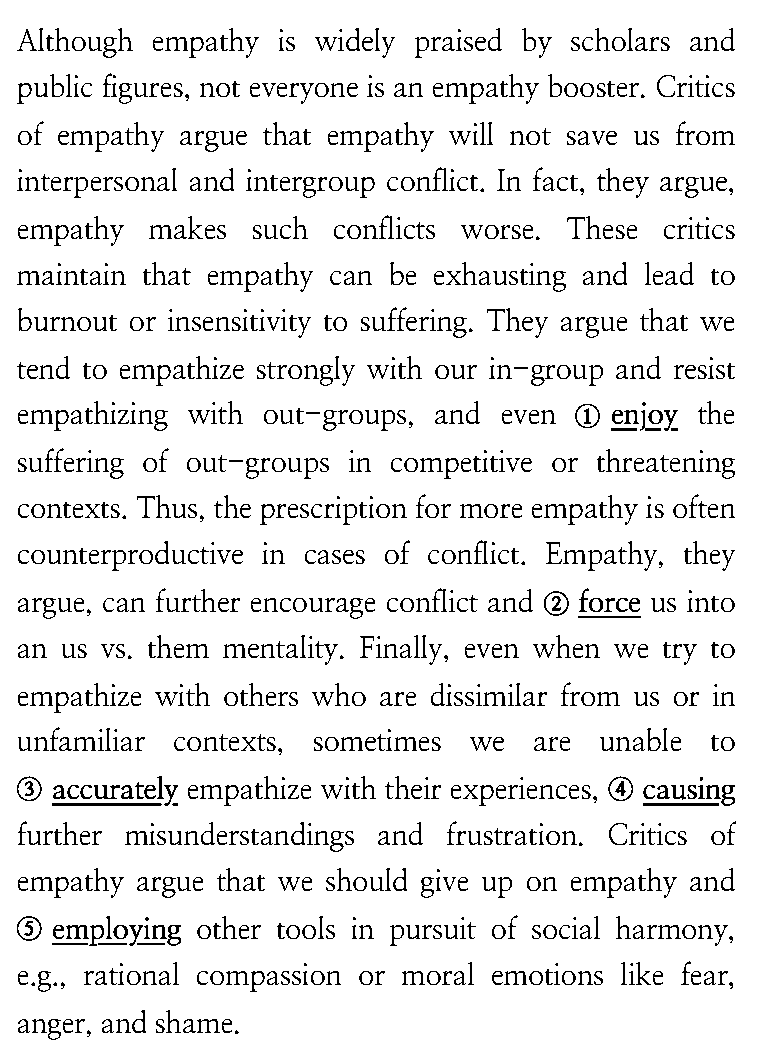 Although empathy is widely praised by scholars and
public figures, not everyone is an empathy booster. Critics
of empathy argue that empathy will not save us from
interpersonal and intergroup conflict. In fact, they argue,
empathy makes such conflicts worse. These critics
maintain that empathy can be exhausting and lead to
burnout or insensitivity to suffering. They argue that we
tend to empathize strongly with our in-group and resist
empathizing with out-groups, and even ① enjoy the
suffering of out-groups in competitive or threatening
contexts. Thus, the prescription for more empathy is often
counterproductive in cases of conflict. Empathy, they
argue, can further encourage conflict and ② force us into
an us vs. them mentality. Finally, even when we try to
empathize with others who are dissimilar from us or in
unfamiliar contexts, sometimes we are unable to
③ accurately empathize with their experiences, ④ causing
further misunderstandings and frustration. Critics of
empathy argue that we should give up on empathy and
⑤ employing other tools in pursuit of social harmony,
e.g., rational compassion or moral emotions like fear,
anger, and shame.